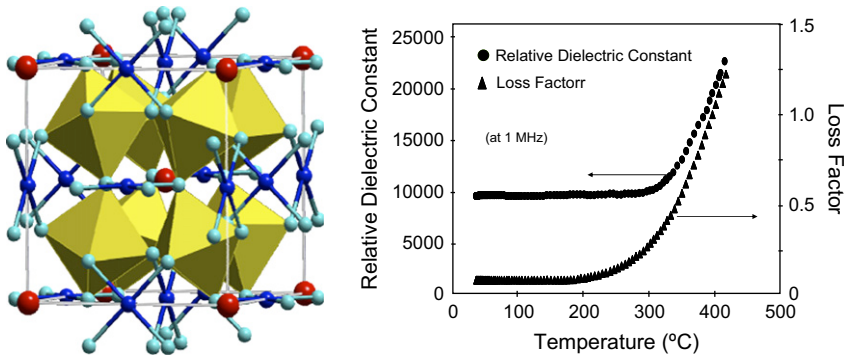 25000
20000
15000
10000
5000
0
Relative Dielectric Constant
● Relative Dielectric Constant
▲ Loss Factorr
(at 1 MHz)
1.5
1.0
0.5
0
Loss Factor
0 100 200 300 400 500
Temperature (ºC)